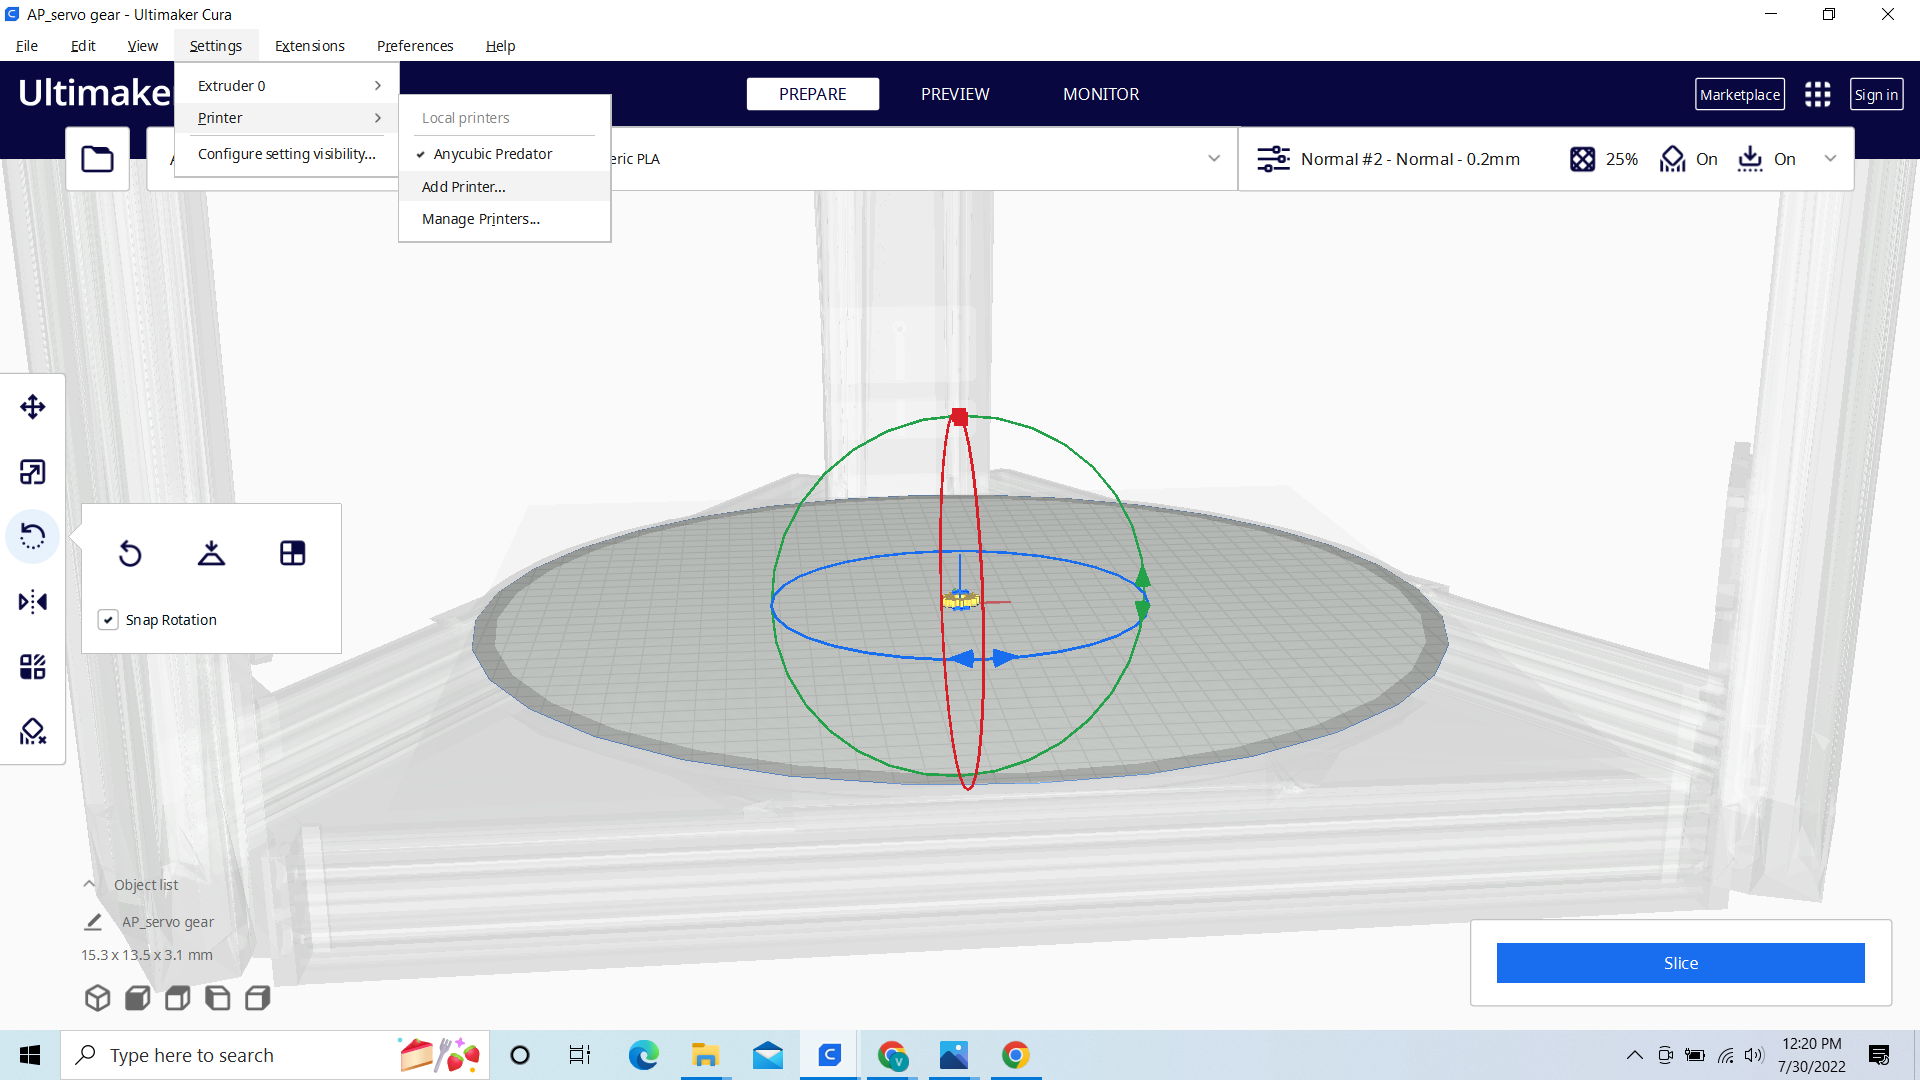 AP_servo gear - Ultimaker Cura
File Edit View Settings Extensions Preferences Help
Ultimake
PREPARE PREVIEW MONITOR
Marketplace Sign in
Extruder 0
Printer
Configure setting visibility...
Local printers
Anycubic Predator
Add Printer...
Manage Printers...
eric PLA
Normal #2 - Normal - 0.2mm 25% On On
Snap Rotation
Object list
AP_servo gear
15.3 x 13.5 x 3.1 mm
Slice
Type here to search
V
12:20 PM
7/30/2022